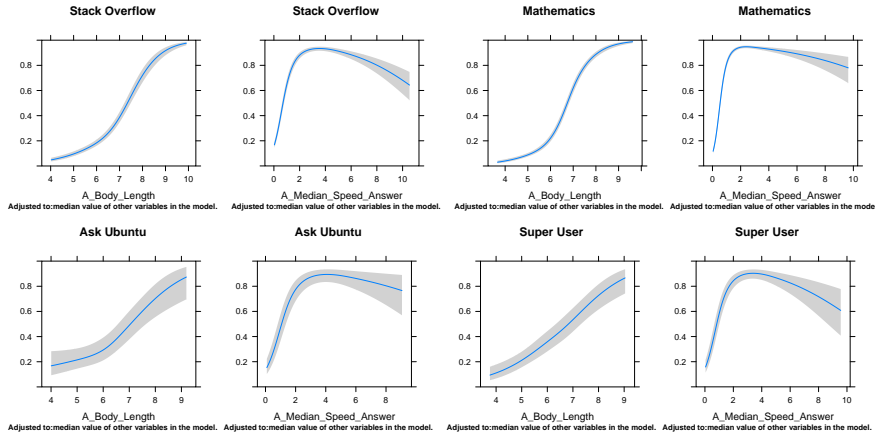 Stack Overflow
0.2
0.4
0.6
0.8
4 5 6 7 8 9 10
A_Body_Length
Adjusted to:median value of other variables in the model.
Stack Overflow
0.2
0.4
0.6
0.8
0 2 4 6 8 10
A_Median_Speed_Answer
Adjusted to:median value of other variables in the model.
Mathematics
0.2
0.4
0.6
0.8
4 5 6 7 8 9
A_Body_Length
Adjusted to:median value of other variables in the model.
Mathematics
0.2
0.4
0.6
0.8
0 2 4 6 8 10
A_Median_Speed_Answer
Adjusted to:median value of other variables in the mode
Ask Ubuntu
0.2
0.4
0.6
0.8
4 5 6 7 8 9
A_Body_Length
Adjusted to:median value of other variables in the model.
Ask Ubuntu
0.2
0.4
0.6
0.8
0 2 4 6 8
A_Median_Speed_Answer
Adjusted to:median value of other variables in the model.
Super User
0.2
0.4
0.6
0.8
4 5 6 7 8 9
A_Body_Length
Adjusted to:median value of other variables in the model.
Super User
0.2
0.4
0.6
0.8
0 2 4 6 8 10
A_Median_Speed_Answer
Adjusted to:median value of other variables in the model.